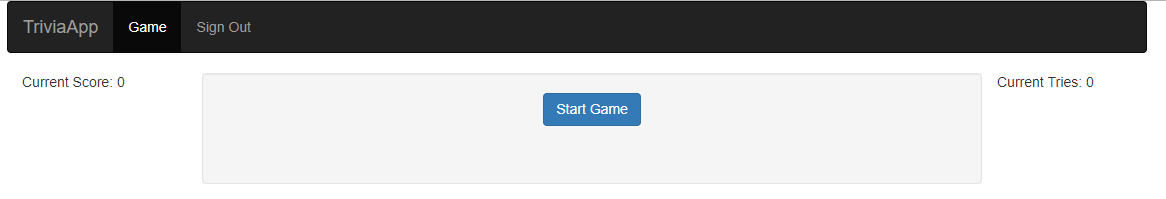 TriviaApp Game Sign Out
Current Score: 0
Start Game
Current Tries: 0